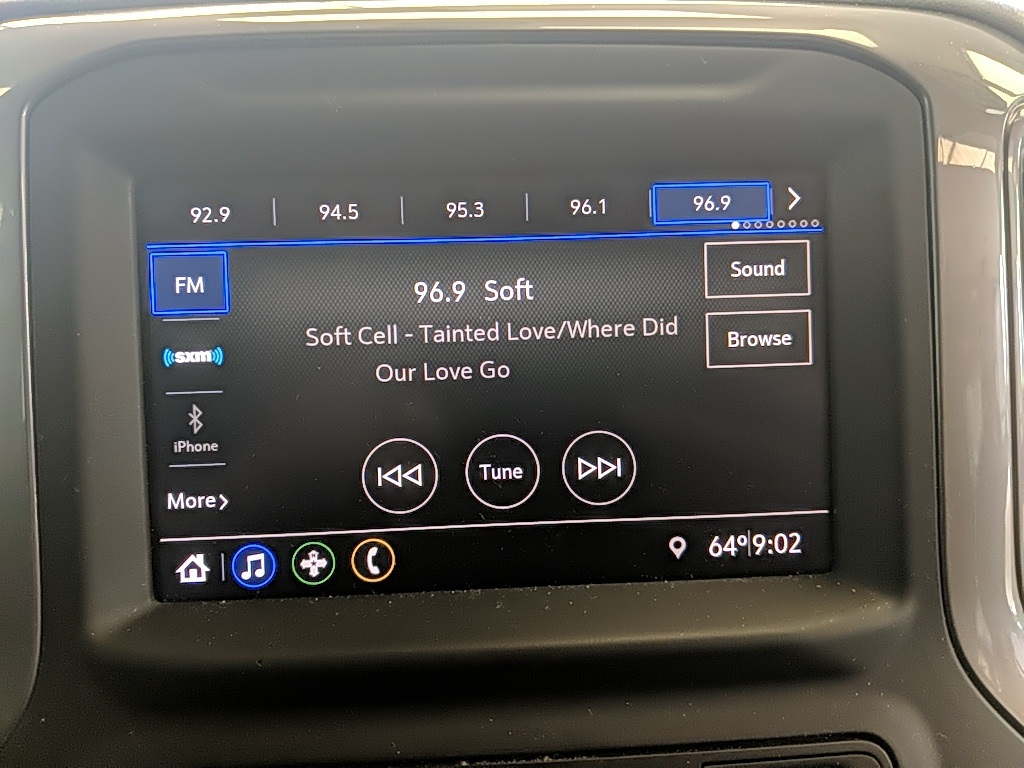 92.9 94.5 95.3 96.1 96.9
FM
96.9 Soft
Sound
Soft Cell - Tainted Love/Where Did
Our Love Go
Browse
sxm
iPhone
Tune
More
64° 9:02